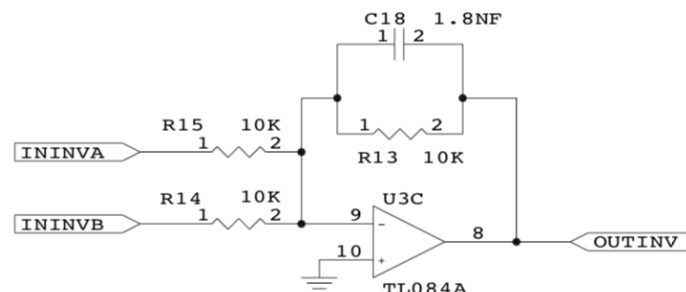 C18 1.8NF
1 2
R15 10K
1 2
1 2
R13 10K
ININVA
R14 10K
1 2
U3C
ININVB
9
-
8
OUTINV
10
+
TL084A